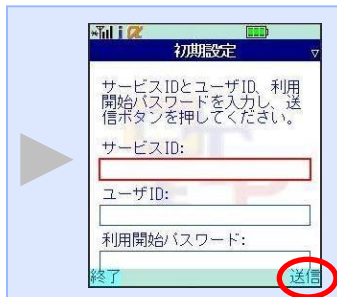 初期設定
サービスIDとユーザID、利用
開始パスワードを入力し、送
信ボタンを押してください。
サービスID:
ユーザID:
利用開始パスワード:
終了 送信